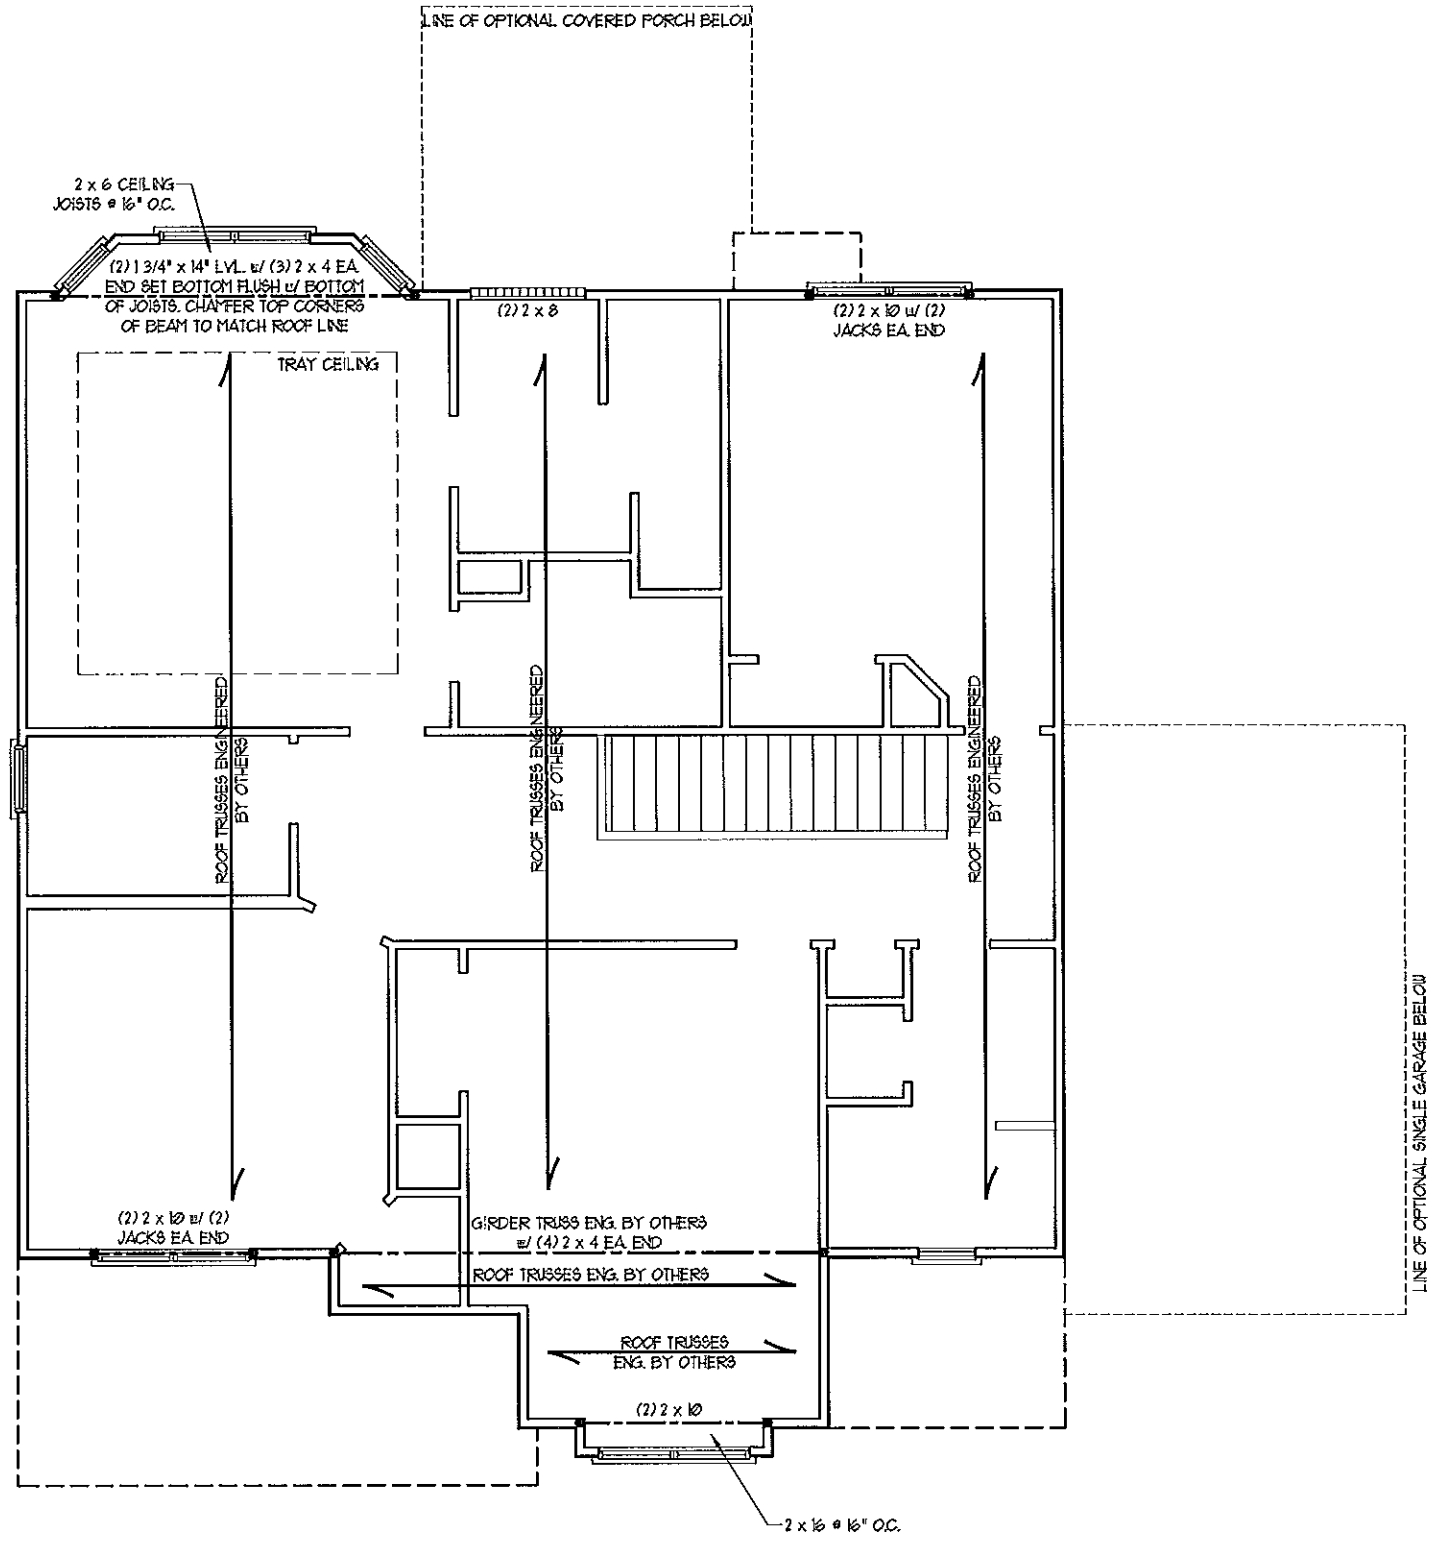 LINE OF OPTIONAL COVERED PORCH BELOW
2 x 6 CEILING
JOISTS @ 16" O.C.
(2) 1 3/4" x 14" LVL w/ (3) 2 x 4 EA.
END SET BOTTOM FLUSH w/ BOTTOM
OF JOISTS. CHAMFER TOP CORNERS
OF BEAM TO MATCH ROOF LINE
(2) 2 x 8
(2) 2 x 10 w/ (2)
JACKS EA. END
TRAY CEILING
ROOF TRUSSES ENGINEERED
BY OTHERS
ROOF TRUSSES ENGINEERED
BY OTHERS
ROOF TRUSSES ENGINEERED
BY OTHERS
LINE OF OPTIONAL SINGLE GARAGE BELOW
(2) 2 x 10 w/ (2)
JACKS EA. END
GIRDER TRUSS ENG. BY OTHERS
w/ (4) 2 x 4 EA. END
ROOF TRUSSES ENG. BY OTHERS
ROOF TRUSSES
ENG. BY OTHERS
(2) 2 x 10
2 x 16 @ 16" O.C.